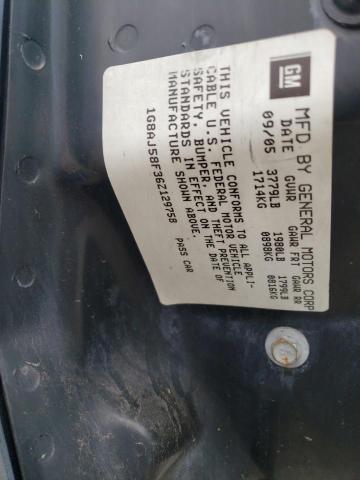 GM
MFD. BY GENERAL MOTORS CORP
DATE GVWR GAWR FRT GAWR RR
09/05 3779LB 1980LB 1799LB
1714KG 0898KG 0816KG
THIS VEHICLE CONFORMS TO ALL APPLI-
CABLE U.S. FEDERAL MOTOR VEHICLE
SAFETY, BUMPER, AND THEFT PREVENTION
STANDARDS IN EFFECT ON THE DATE OF
MANUFACTURE SHOWN ABOVE.
1G8AJ58F36Z129758 PASS CAR